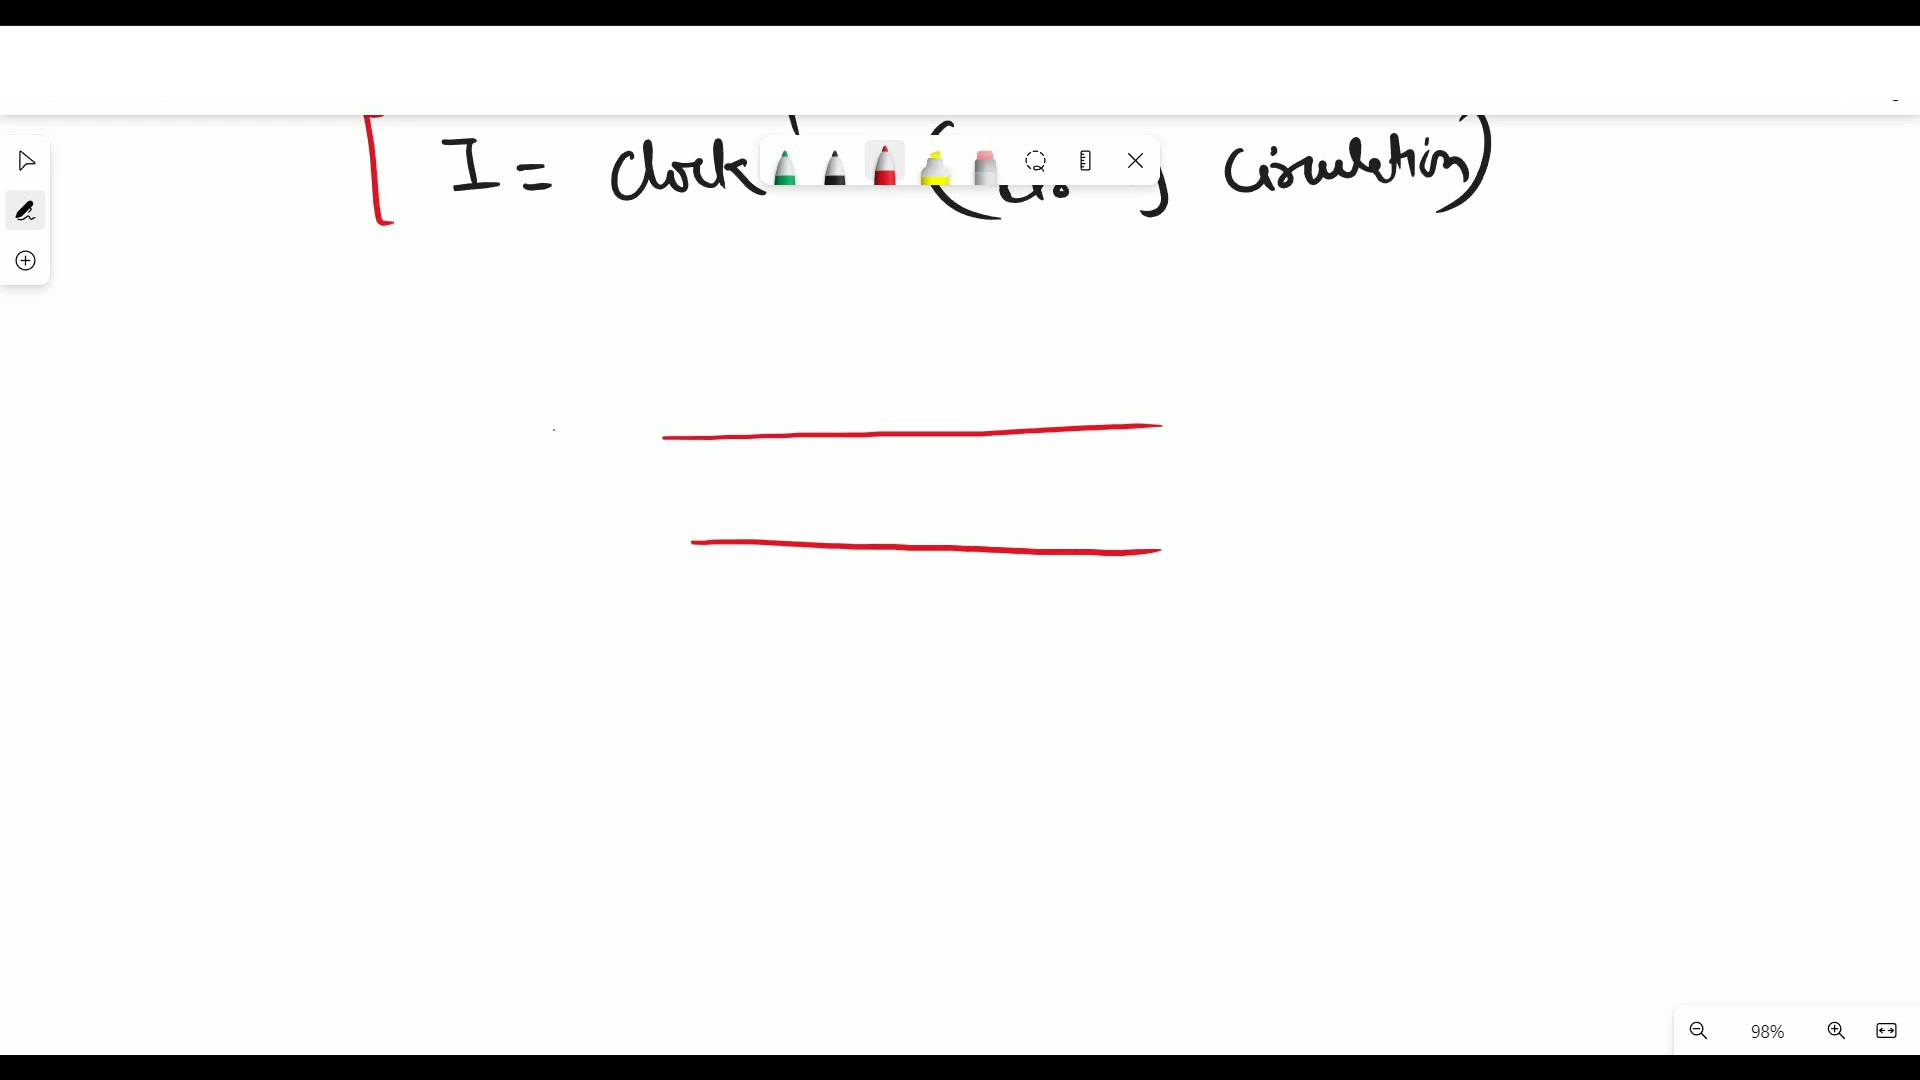 I = clock ( circulation)
98%